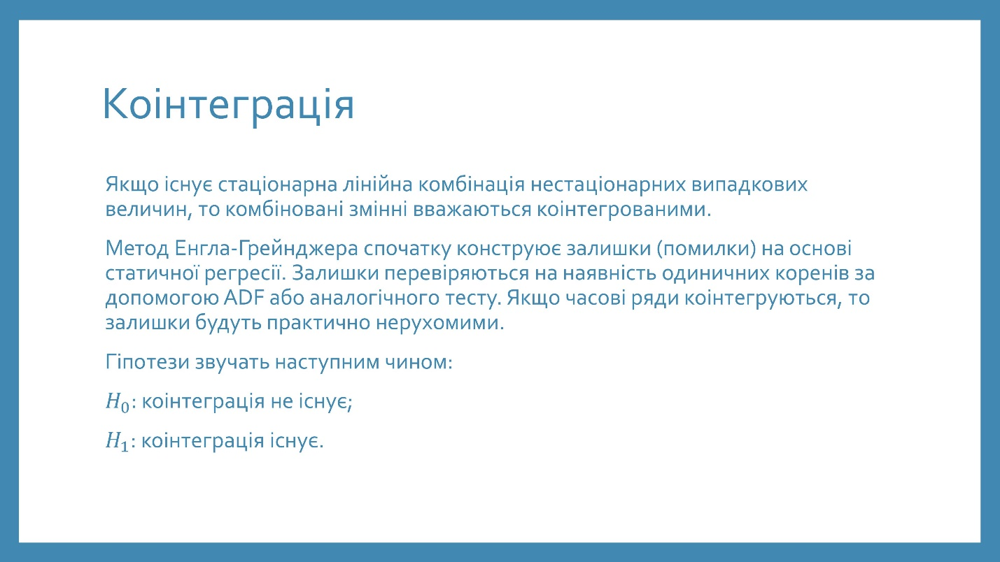 Коінтеграція
Якщо існує стаціонарна лінійна комбінація нестаціонарних випадкових
величин, то комбіновані змінні вважаються коінтегрованими.
Метод Енгла-Ґрейнджера спочатку конструює залишки (помилки) на основі
статичної регресії. Залишки перевіряються на наявність одиничних коренів за
допомогою ADF або аналогічного тесту. Якщо часові ряди коінтегруються, то
залишки будуть практично нерухомими.
Гіпотези звучать наступним чином:
H₀: коінтеграція не існує;
H₁: коінтеграція існує.